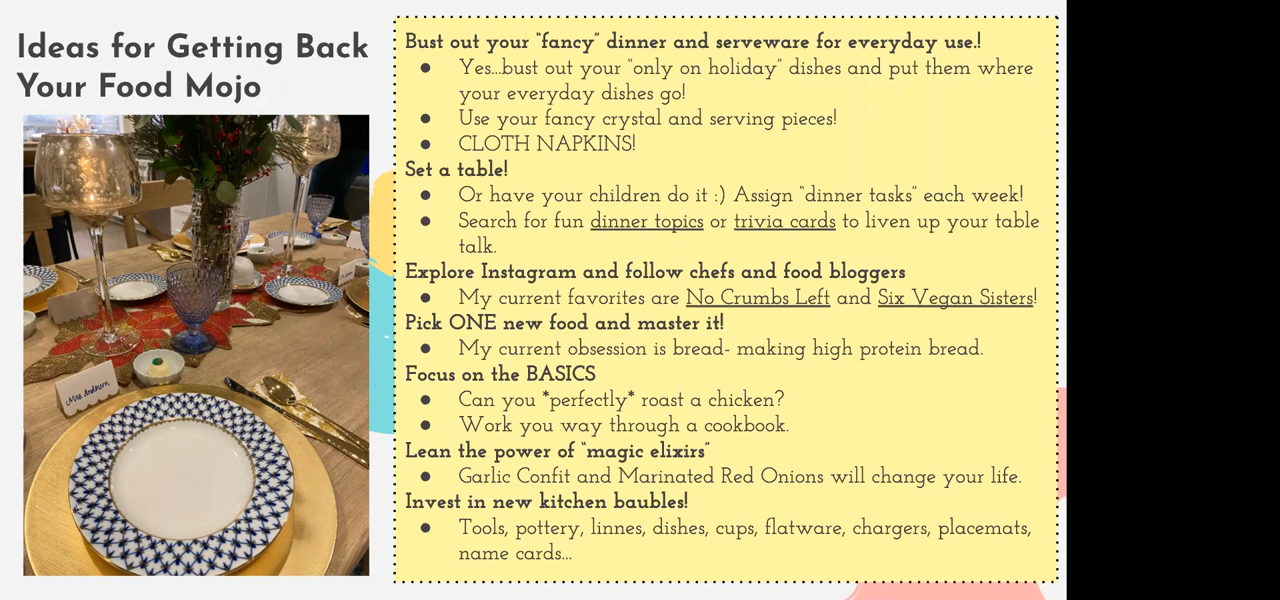 Ideas for Getting Back
Your Food Mojo
Bust out your “fancy” dinner and serveware for everyday use.!
● Yes...bust out your “only on holiday” dishes and put them where
your everyday dishes go!
● Use your fancy crystal and serving pieces!
● CLOTH NAPKINS!
Set a table!
● Or have your children do it :) Assign “dinner tasks” each week!
● Search for fun dinner topics or trivia cards to liven up your table
talk.
Explore Instagram and follow chefs and food bloggers
● My current favorites are No Crumbs Left and Six Vegan Sisters!
Pick ONE new food and master it!
● My current obsession is bread- making high protein bread.
Focus on the BASICS
● Can you *perfectly* roast a chicken?
● Work you way through a cookbook.
Lean the power of “magic elixirs”
● Garlic Confit and Marinated Red Onions will change your life.
Invest in new kitchen baubles!
● Tools, pottery, linnes, dishes, cups, flatware, chargers, placemats,
name cards...
Mrs. Anderson